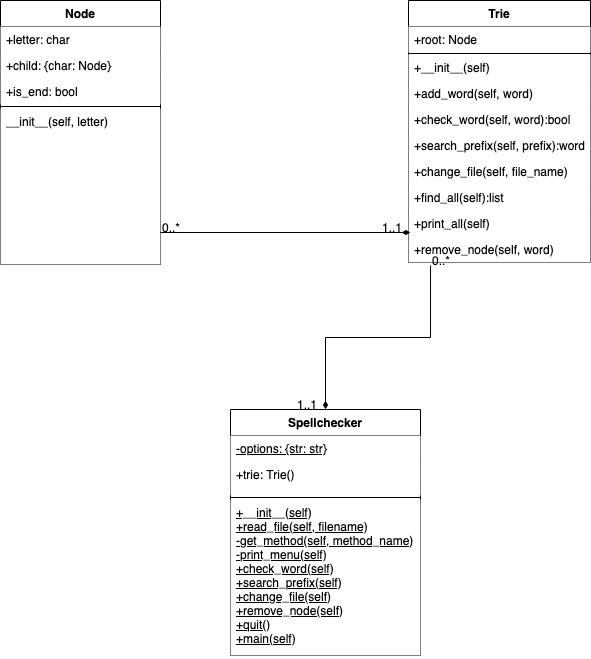 Node
+letter: char
+child: {char: Node}
+is_end: bool
__init__(self, letter)
Trie
+root: Node
+__init__(self)
+add_word(self, word)
+check_word(self, word):bool
+search_prefix(self, prefix):word
+change_file(self, file_name)
+find_all(self):list
+print_all(self)
+remove_node(self, word)
0..*
1..1
0..*
1..1
Spellchecker
-options: {str: str}
+trie: Trie()
+__init__(self)
+read_file(self, filename)
-get_method(self, method_name)
-print_menu(self)
+check_word(self)
+search_prefix(self)
+change_file(self)
+remove_node(self)
+quit()
+main(self)